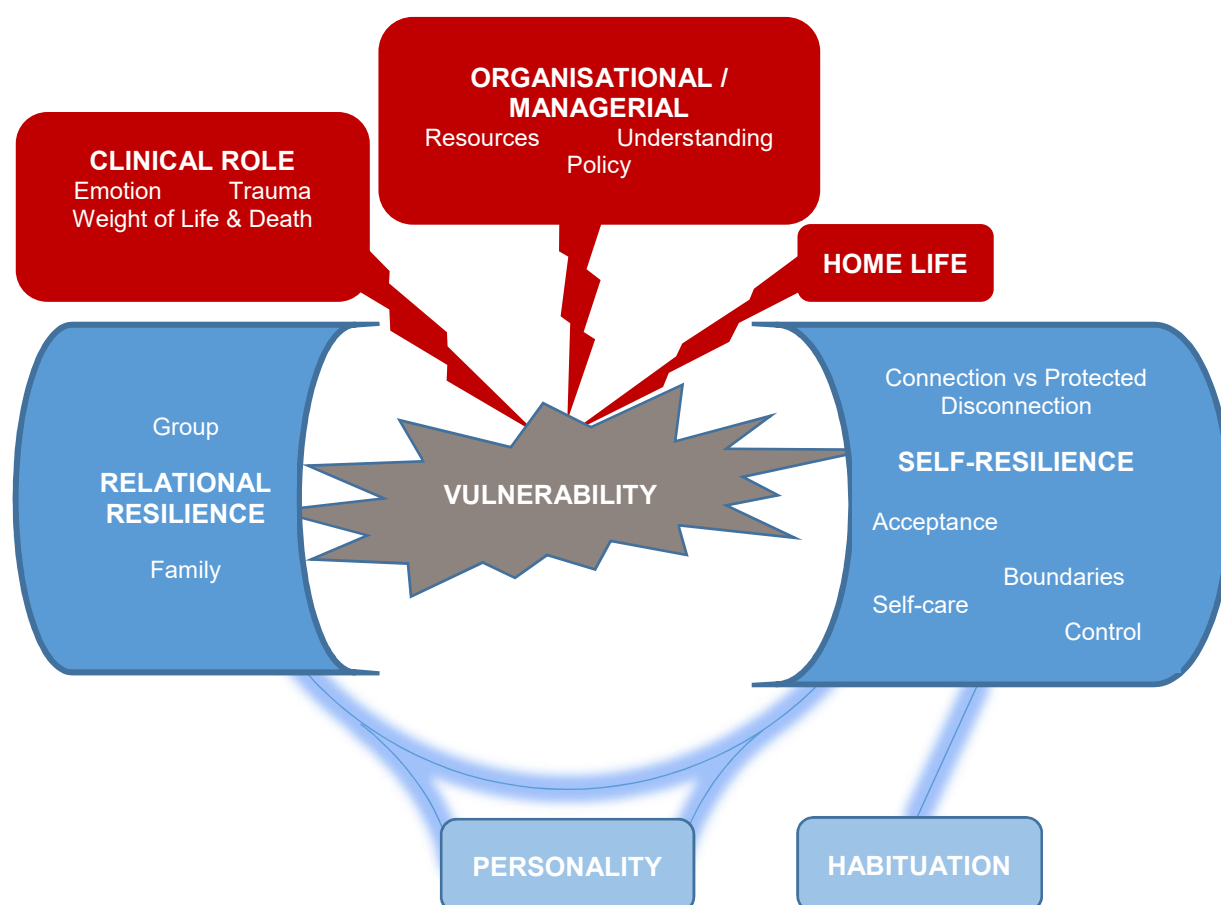 ORGANISATIONAL /
MANAGERIAL
Resources Understanding
Policy
CLINICAL ROLE
Emotion Trauma
Weight of Life & Death
HOME LIFE
Group
RELATIONAL
RESILIENCE
Family
VULNERABILITY
Connection vs Protected
Disconnection
SELF-RESILIENCE
Acceptance
Boundaries
Self-care
Control
PERSONALITY
HABITUATION